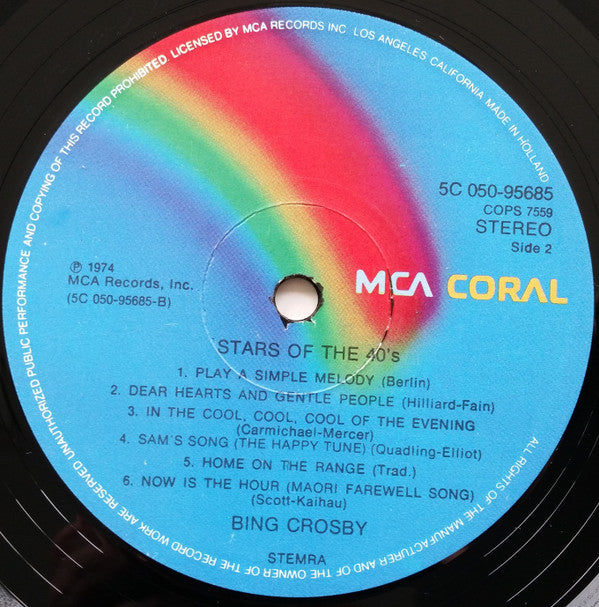 UNAUTHORIZED PUBLIC PERFORMANCE AND COPYING OF THIS RECORD PROHIBITED. LICENSED BY MCA RECORDS INC. LOS ANGELES, CALIFORNIA MADE IN HOLLAND
5C 050-95685
COPS 7559
STEREO
Side 2
℗ 1974
MCA Records, Inc.
(5C 050-95685-B)
MCA CORAL
STARS OF THE 40's
1. PLAY A SIMPLE MELODY (Berlin)
2. DEAR HEARTS AND GENTLE PEOPLE (Hilliard-Fain)
3. IN THE COOL, COOL, COOL OF THE EVENING
(Carmichael-Mercer)
4. SAM'S SONG (THE HAPPY TUNE) (Quadling-Elliot)
5. HOME ON THE RANGE (Trad.)
6. NOW IS THE HOUR (MAORI FAREWELL SONG)
(Scott-Kaihau)
BING CROSBY
STEMRA
ALL RIGHTS OF THE MANUFACTURER AND OF THE OWNER OF THE RECORD WORK ARE RESERVED